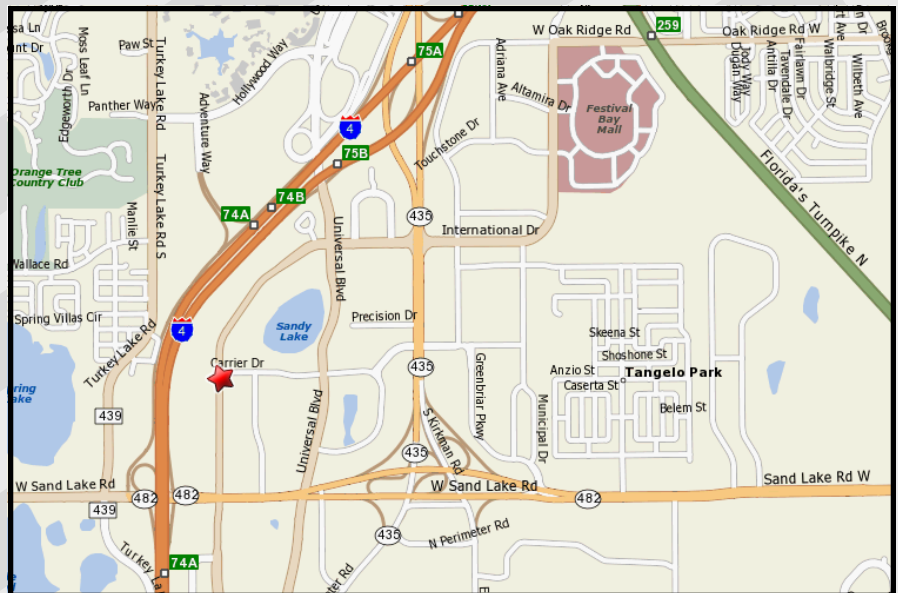 ssa Ln
nt Dr
Moss Leaf Ln
Edgeworth Dr
Paw St
Turkey Lake Rd
Panther Way
Adventure Way
Hollywood Way
75A
4
75B
74B
74A
Orange Tree
Country Club
Turkey Lake Rd S
Manlie St
Wallace Rd
Spring Villas Cir
Turkey Lake Rd
4
439
W Oak Ridge Rd
259
Oak Ridge Rd W
Adriana Ave
Altamira Dr
Touchstone Dr
Festival
Bay
Mall
Jody Way
Dugan Way
Antilla Dr
Tavendale Dr
Fairlawn Dr
Walbridge St
Wilbeth Ave
Florida's Turnpike N
435
International Dr
Universal Blvd
Sandy
Lake
Precision Dr
Carrier Dr
435
Greenbriar Pkwy
Municipal Dr
Skeena St
Shoshone St
Anzio St
Tangelo Park
Caserta St
Belem St
Universal Blvd
S Kirkman Rd
435
W Sand Lake Rd
482
482
W Sand Lake Rd
482
Sand Lake Rd W
439
435
N Perimeter Rd
74A